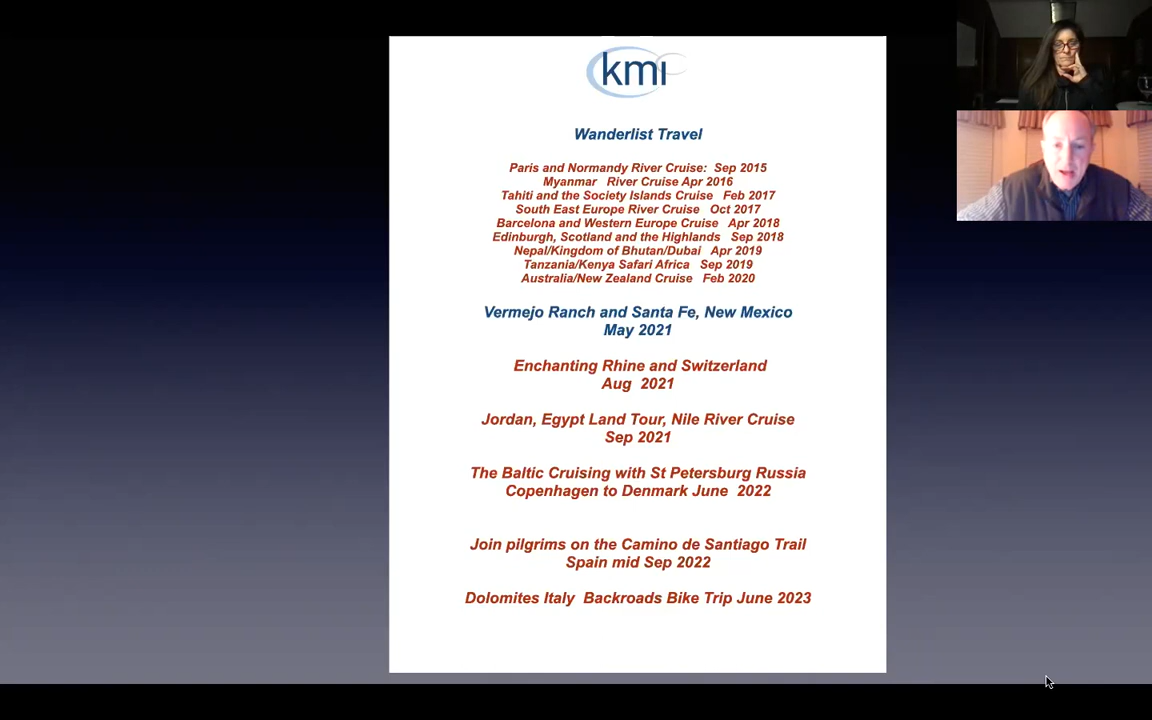 kmi
Wanderlist Travel
Paris and Normandy River Cruise: Sep 2015
Myanmar River Cruise Apr 2016
Tahiti and the Society Islands Cruise Feb 2017
South East Europe River Cruise Oct 2017
Barcelona and Western Europe Cruise Apr 2018
Edinburgh, Scotland and the Highlands Sep 2018
Nepal/Kingdom of Bhutan/Dubai Apr 2019
Tanzania/Kenya Safari Africa Sep 2019
Australia/New Zealand Cruise Feb 2020
Vermejo Ranch and Santa Fe, New Mexico
May 2021
Enchanting Rhine and Switzerland
Aug 2021
Jordan, Egypt Land Tour, Nile River Cruise
Sep 2021
The Baltic Cruising with St Petersburg Russia
Copenhagen to Denmark June 2022
Join pilgrims on the Camino de Santiago Trail
Spain mid Sep 2022
Dolomites Italy Backroads Bike Trip June 2023